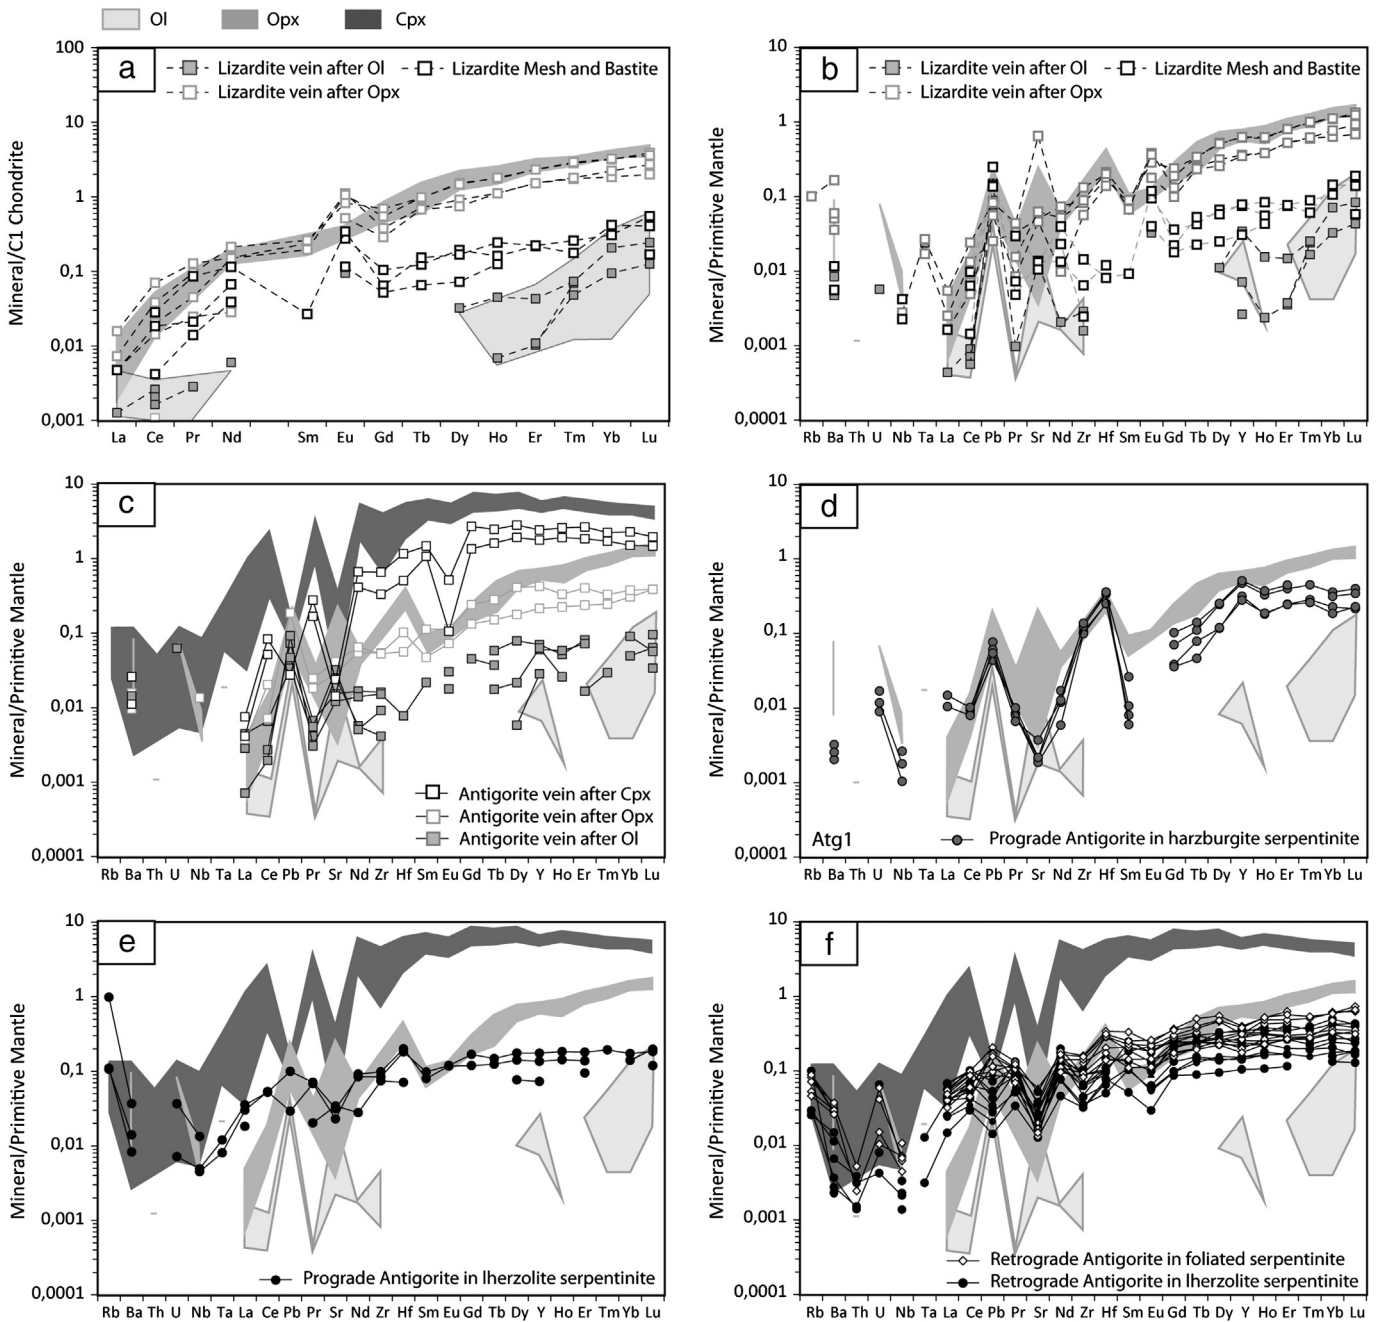 Ol Opx Cpx
a
Lizardite vein after Ol Lizardite Mesh and Bastite
Lizardite vein after Opx
Mineral/C1 Chondrite
100
10
1
0,1
0,01
0,001
La Ce Pr Nd Sm Eu Gd Tb Dy Ho Er Tm Yb Lu
b
Lizardite vein after Ol Lizardite Mesh and Bastite
Lizardite vein after Opx
Mineral/Primitive Mantle
10
1
0,1
0,01
0,001
0,0001
Rb Ba Th U Nb Ta La Ce Pb Pr Sr Nd Zr Hf Sm Eu Gd Tb Dy Y Ho Er Tm Yb Lu
c
Mineral/Primitive Mantle
10
1
0,1
0,01
0,001
0,0001
Antigorite vein after Cpx
Antigorite vein after Opx
Antigorite vein after Ol
Rb Ba Th U Nb Ta La Ce Pb Pr Sr Nd Zr Hf Sm Eu Gd Tb Dy Y Ho Er Tm Yb Lu
d
Mineral/Primitive Mantle
10
1
0,1
0,01
0,001
0,0001
Atg1 Prograde Antigorite in harzburgite serpentinite
Rb Ba Th U Nb Ta La Ce Pb Pr Sr Nd Zr Hf Sm Eu Gd Tb Dy Y Ho Er Tm Yb Lu
e
Mineral/Primitive Mantle
10
1
0,1
0,01
0,001
0,0001
Prograde Antigorite in lherzolite serpentinite
Rb Ba Th U Nb Ta La Ce Pb Pr Sr Nd Zr Hf Sm Eu Gd Tb Dy Y Ho Er Tm Yb Lu
f
Mineral/Primitive Mantle
10
1
0,1
0,01
0,001
0,0001
Retrograde Antigorite in foliated serpentinite
Retrograde Antigorite in lherzolite serpentinite
Rb Ba Th U Nb Ta La Ce Pb Pr Sr Nd Zr Hf Sm Eu Gd Tb Dy Y Ho Er Tm Yb Lu